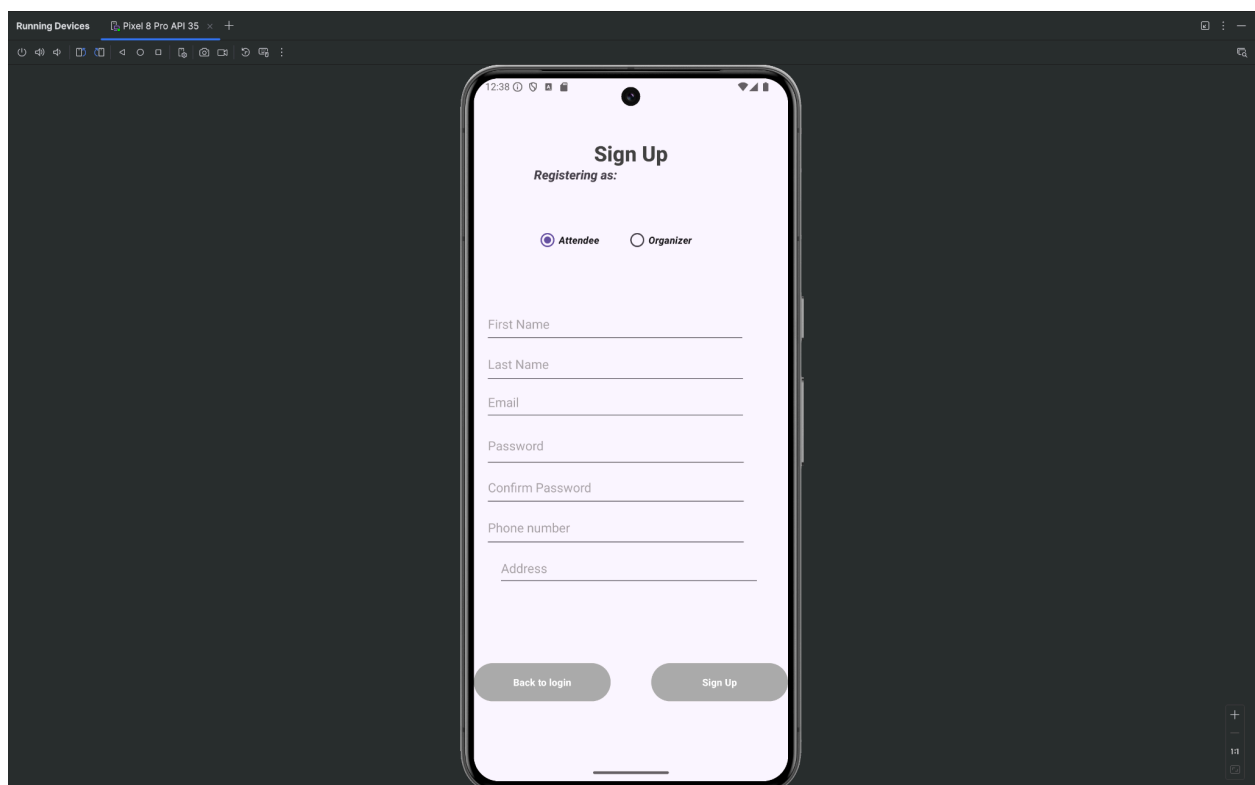 Running Devices Pixel 8 Pro API 35
12:38
Sign Up
Registering as:
Attendee Organizer
First Name
Last Name
Email
Password
Confirm Password
Phone number
Address
Back to login Sign Up
1:1